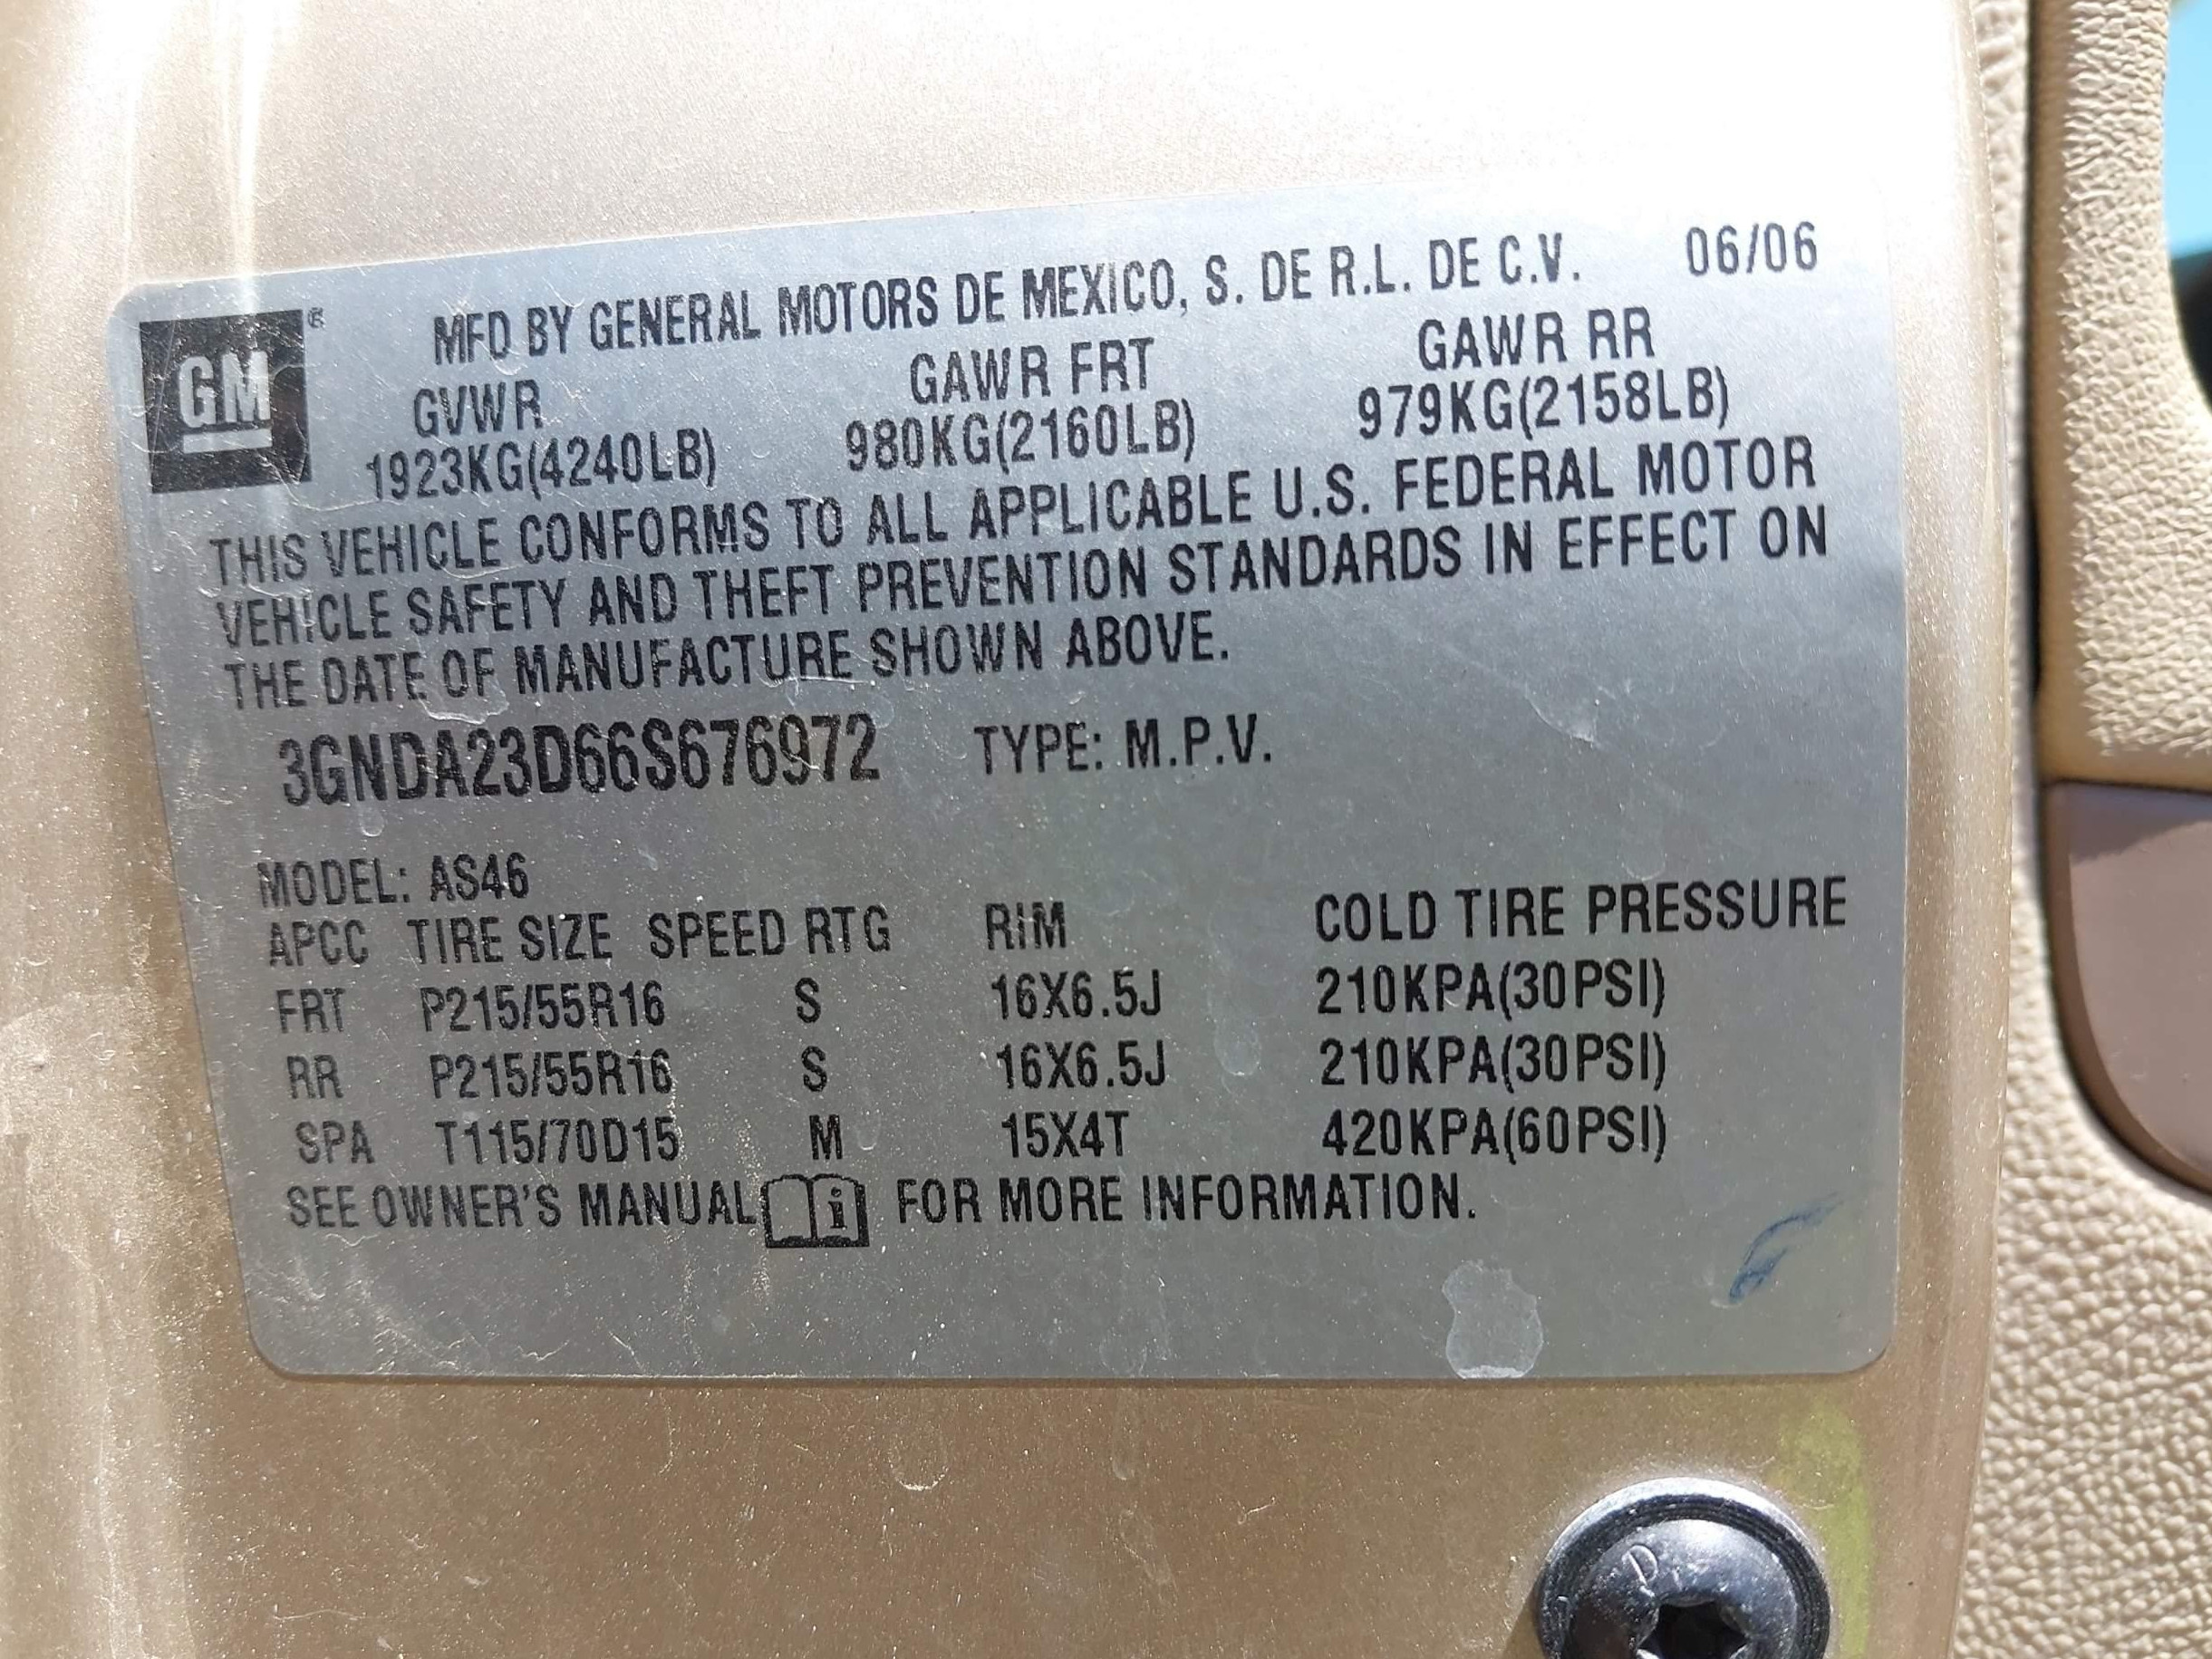 GM®
MFD BY GENERAL MOTORS DE MEXICO, S. DE R.L. DE C.V. 06/06
GVWR GAWR FRT GAWR RR
1923KG(4240LB) 980KG(2160LB) 979KG(2158LB)
THIS VEHICLE CONFORMS TO ALL APPLICABLE U.S. FEDERAL MOTOR
VEHICLE SAFETY AND THEFT PREVENTION STANDARDS IN EFFECT ON
THE DATE OF MANUFACTURE SHOWN ABOVE.
3GNDA23D66S676972 TYPE: M.P.V.
MODEL: AS46
APCC TIRE SIZE SPEED RTG RIM COLD TIRE PRESSURE
FRT P215/55R16 S 16X6.5J 210KPA(30PSI)
RR P215/55R16 S 16X6.5J 210KPA(30PSI)
SPA T115/70D15 M 15X4T 420KPA(60PSI)
SEE OWNER'S MANUAL i FOR MORE INFORMATION.
D